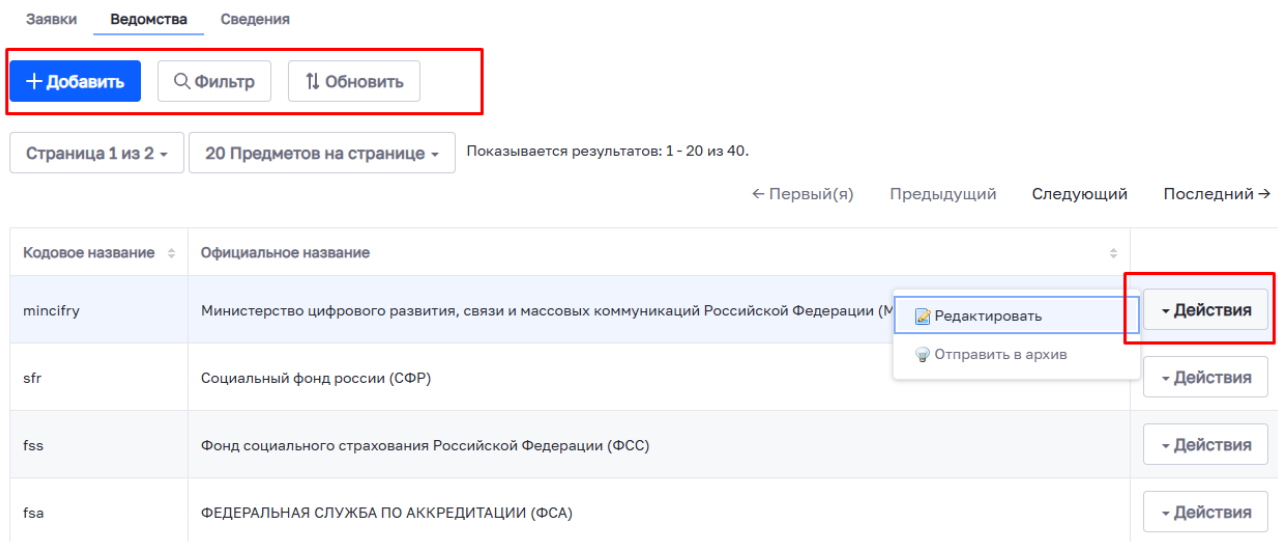 Заявки Ведомства Сведения
+ Добавить Фильтр Обновить
Страница 1 из 2 20 Предметов на странице Показывается результатов: 1 - 20 из 40.
← Первый(я) Предыдущий Следующий Последний →
Кодовое название Официальное название
mincifry Министерство цифрового развития, связи и массовых коммуникаций Российской Федерации (М Редактировать Действия
Отправить в архив
sfr Социальный фонд россии (СФР) Действия
fss Фонд социального страхования Российской Федерации (ФСС) Действия
fsa ФЕДЕРАЛЬНАЯ СЛУЖБА ПО АККРЕДИТАЦИИ (ФСА) Действия